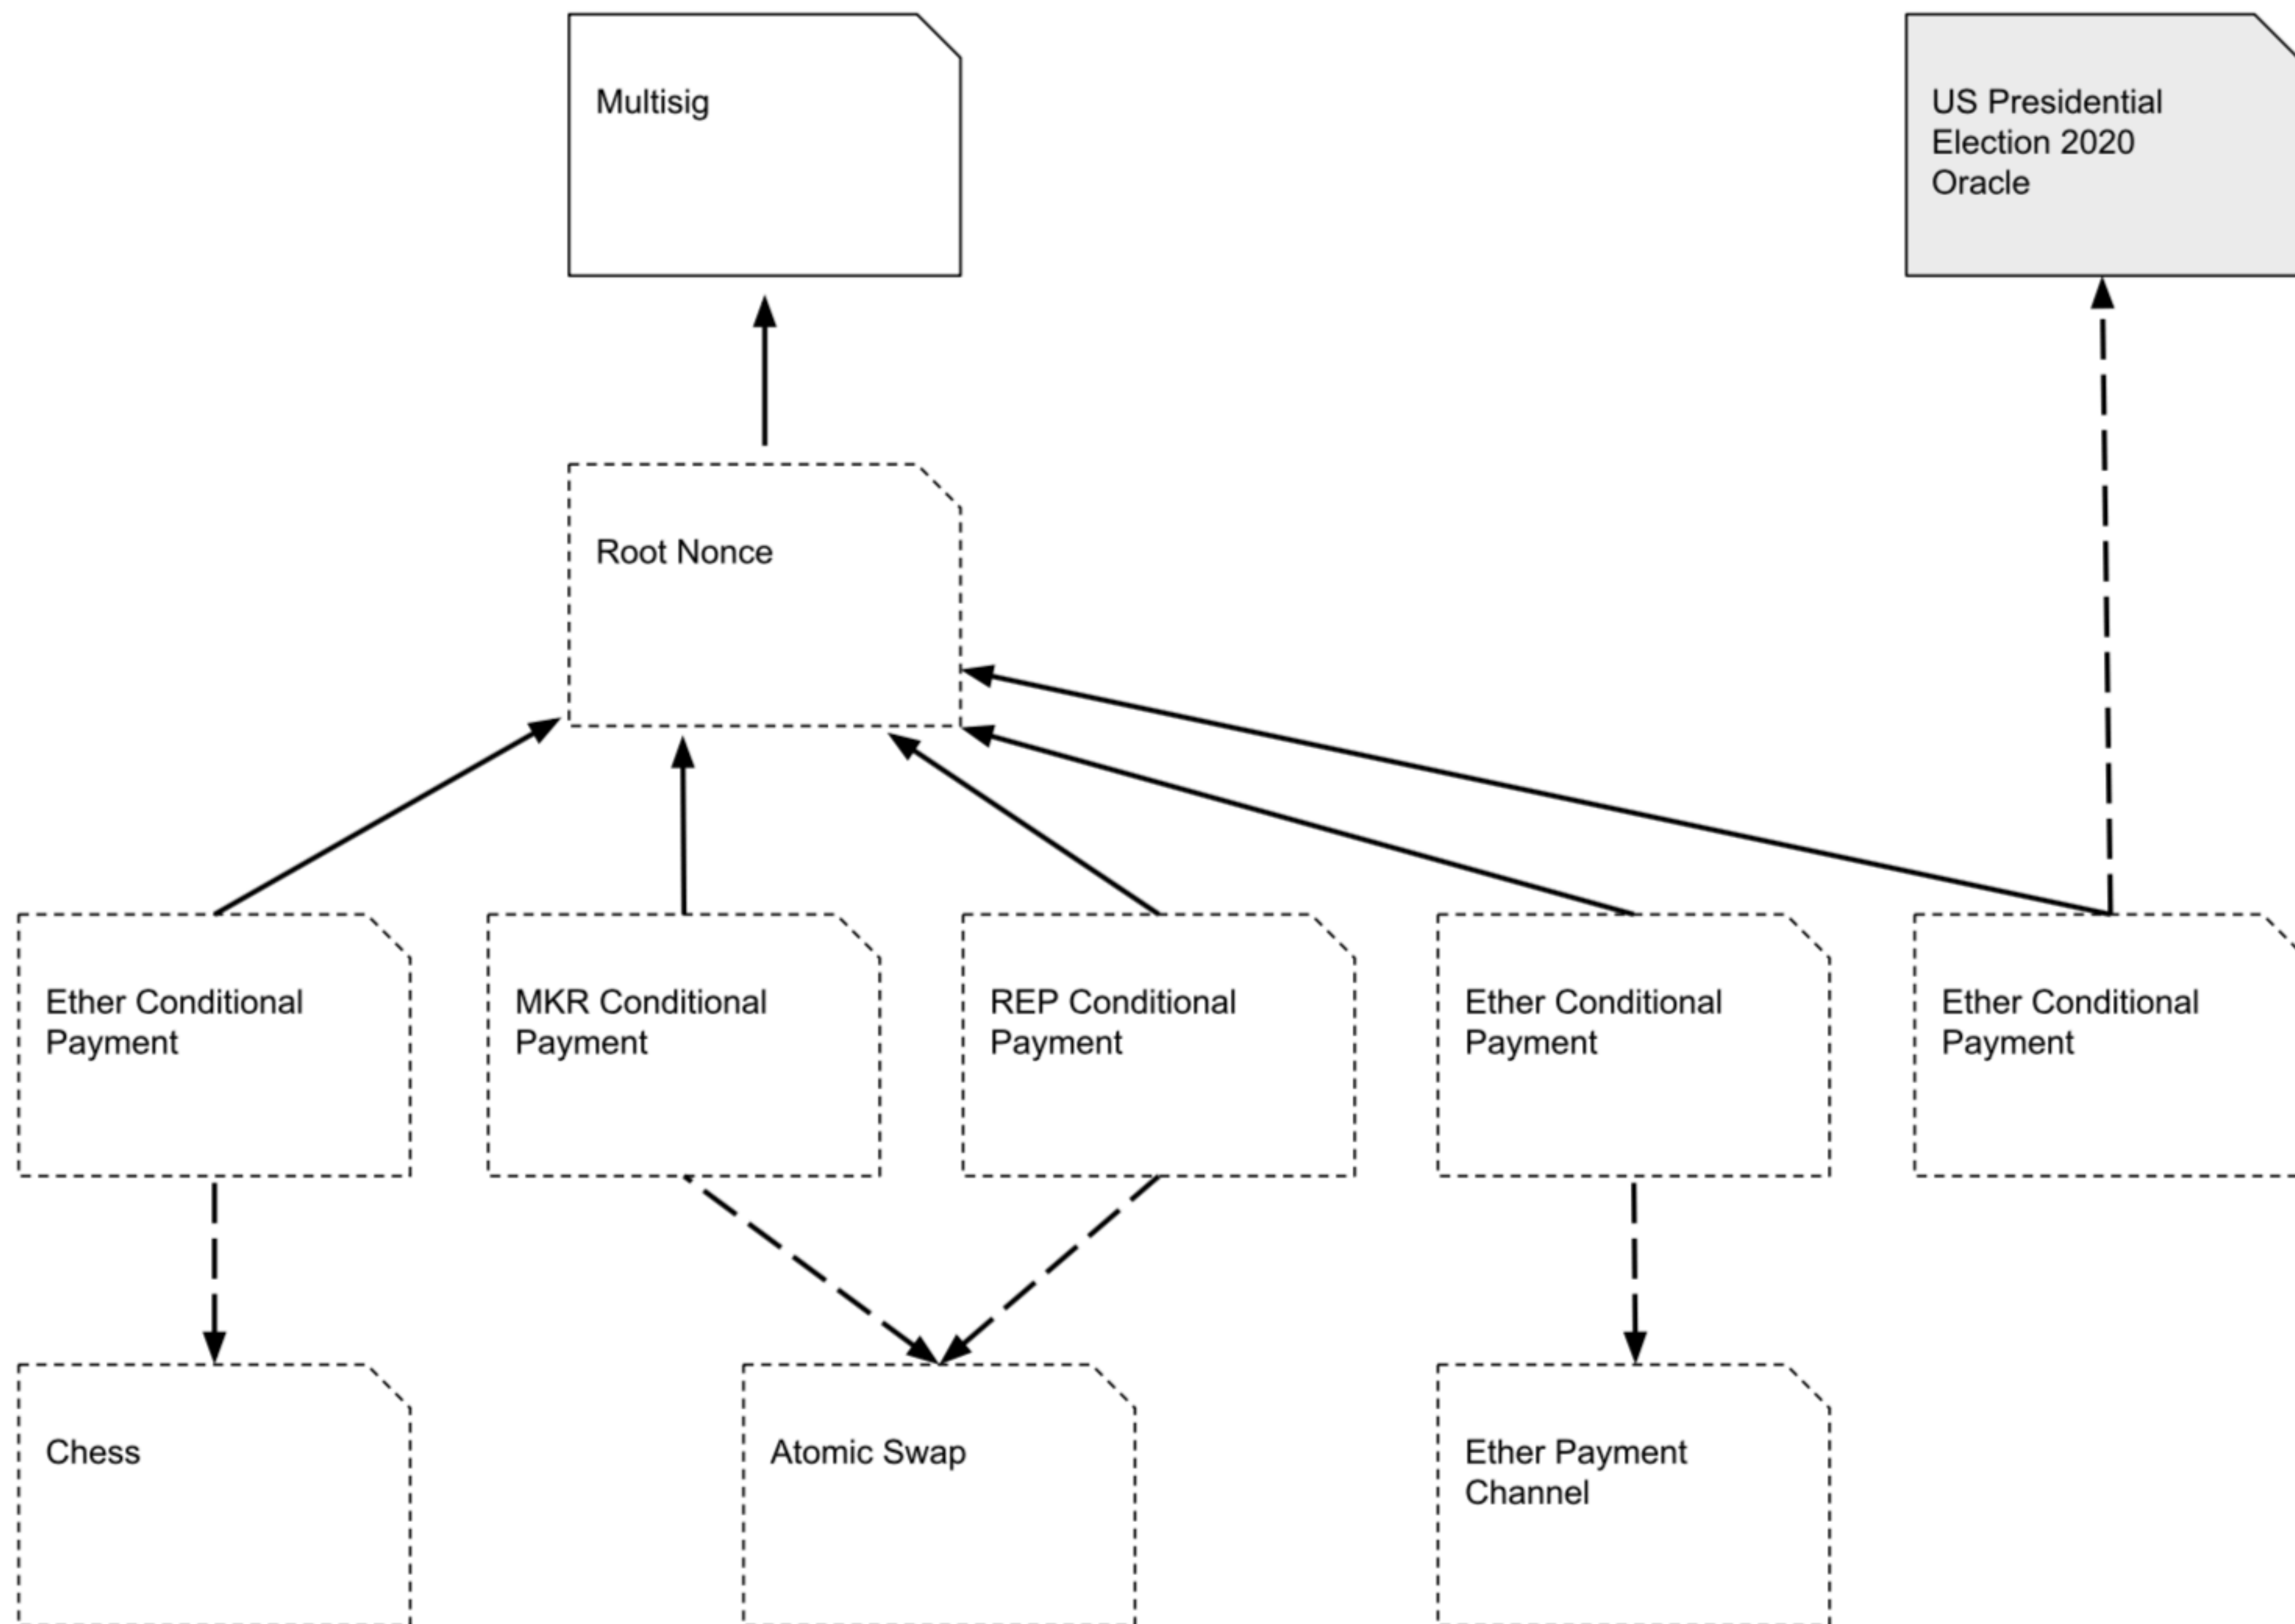 Multisig
US Presidential
Election 2020
Oracle
Root Nonce
Ether Conditional
Payment
MKR Conditional
Payment
REP Conditional
Payment
Ether Conditional
Payment
Ether Conditional
Payment
Chess
Atomic Swap
Ether Payment
Channel